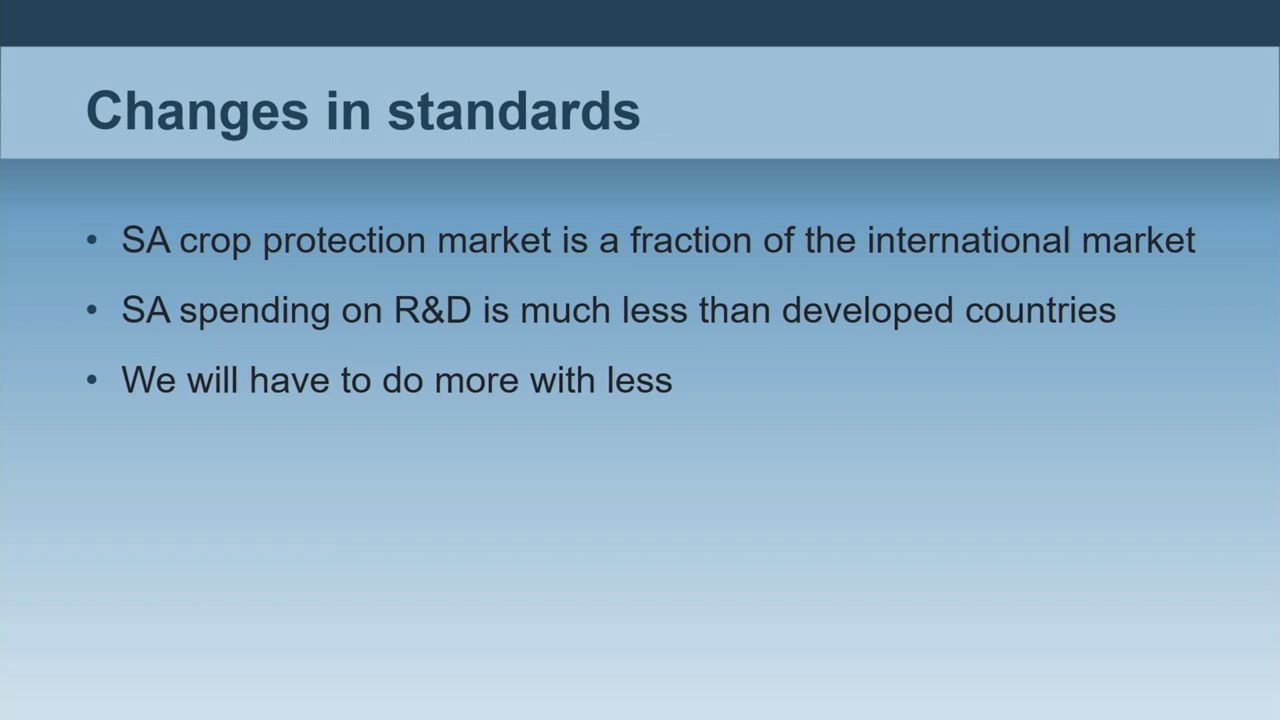 Changes in standards
• SA crop protection market is a fraction of the international market
• SA spending on R&D is much less than developed countries
• We will have to do more with less